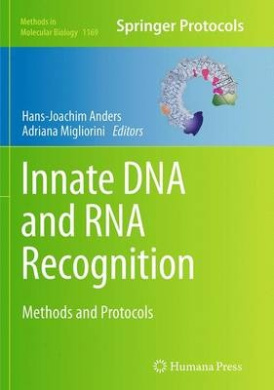 Methods in
Molecular Biology 1169
Springer Protocols
Hans-Joachim Anders
Adriana Migliorini Editors
Innate DNA
and RNA
Recognition
Methods and Protocols
Humana Press